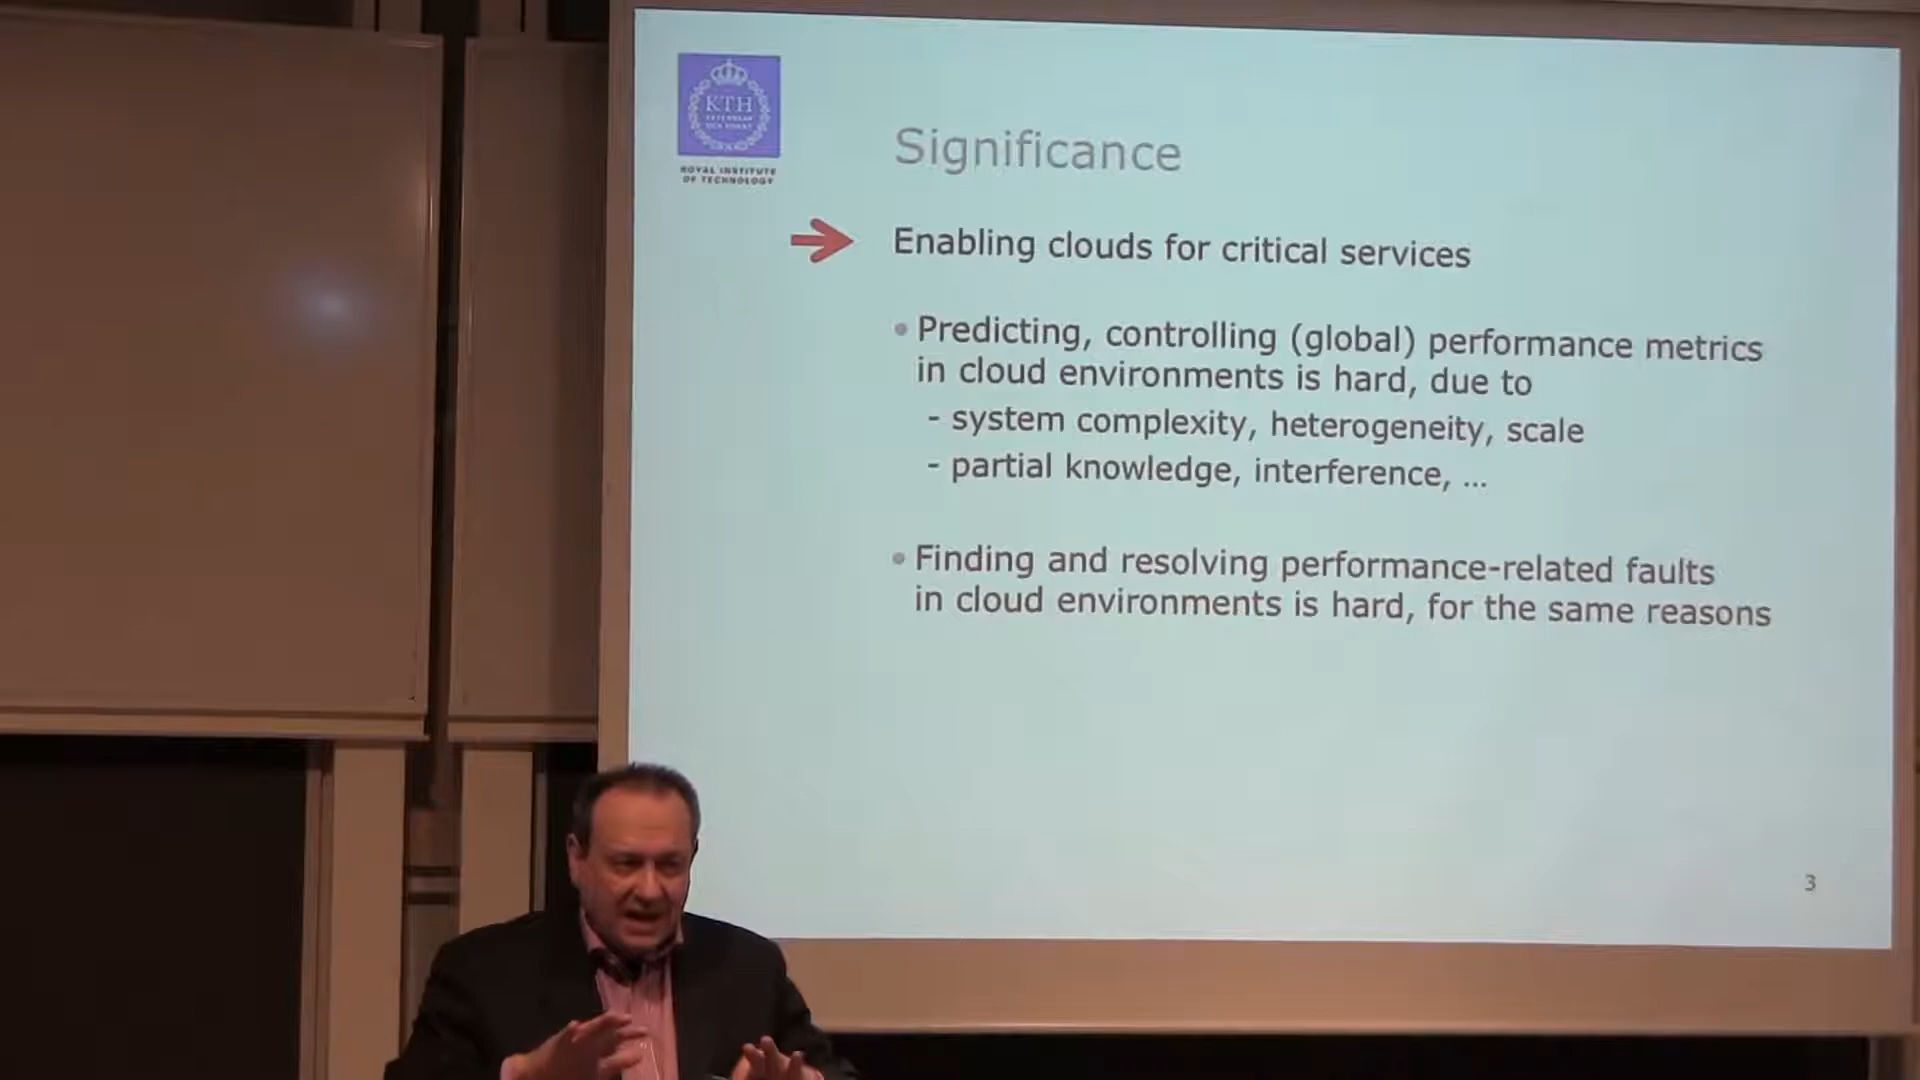 KTH
ROYAL INSTITUTE
OF TECHNOLOGY
Significance
Enabling clouds for critical services
• Predicting, controlling (global) performance metrics
in cloud environments is hard, due to
- system complexity, heterogeneity, scale
- partial knowledge, interference, ...
• Finding and resolving performance-related faults
in cloud environments is hard, for the same reasons
3